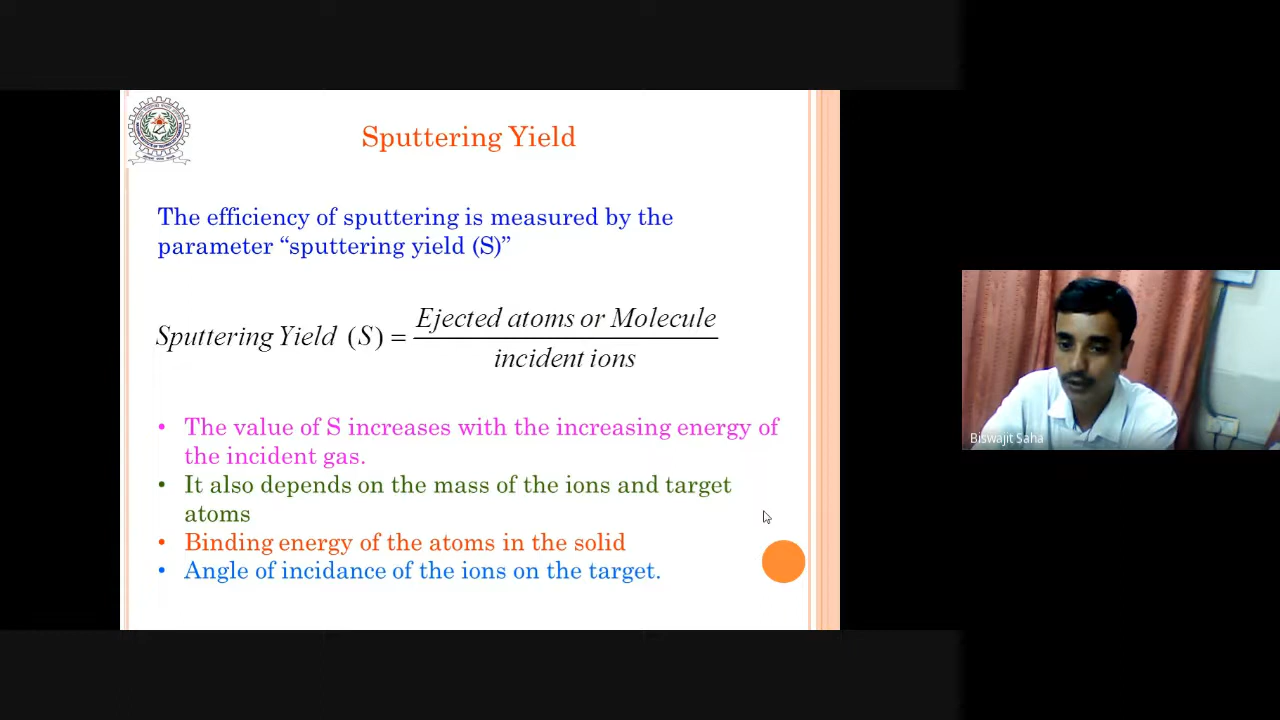 Sputtering Yield
The efficiency of sputtering is measured by the
parameter “sputtering yield (S)”
Sputtering Yield (S) = Ejected atoms or Molecule
incident ions
• The value of S increases with the increasing energy of
the incident gas.
• It also depends on the mass of the ions and target
atoms
• Binding energy of the atoms in the solid
• Angle of incidance of the ions on the target.
Biswajit Saha